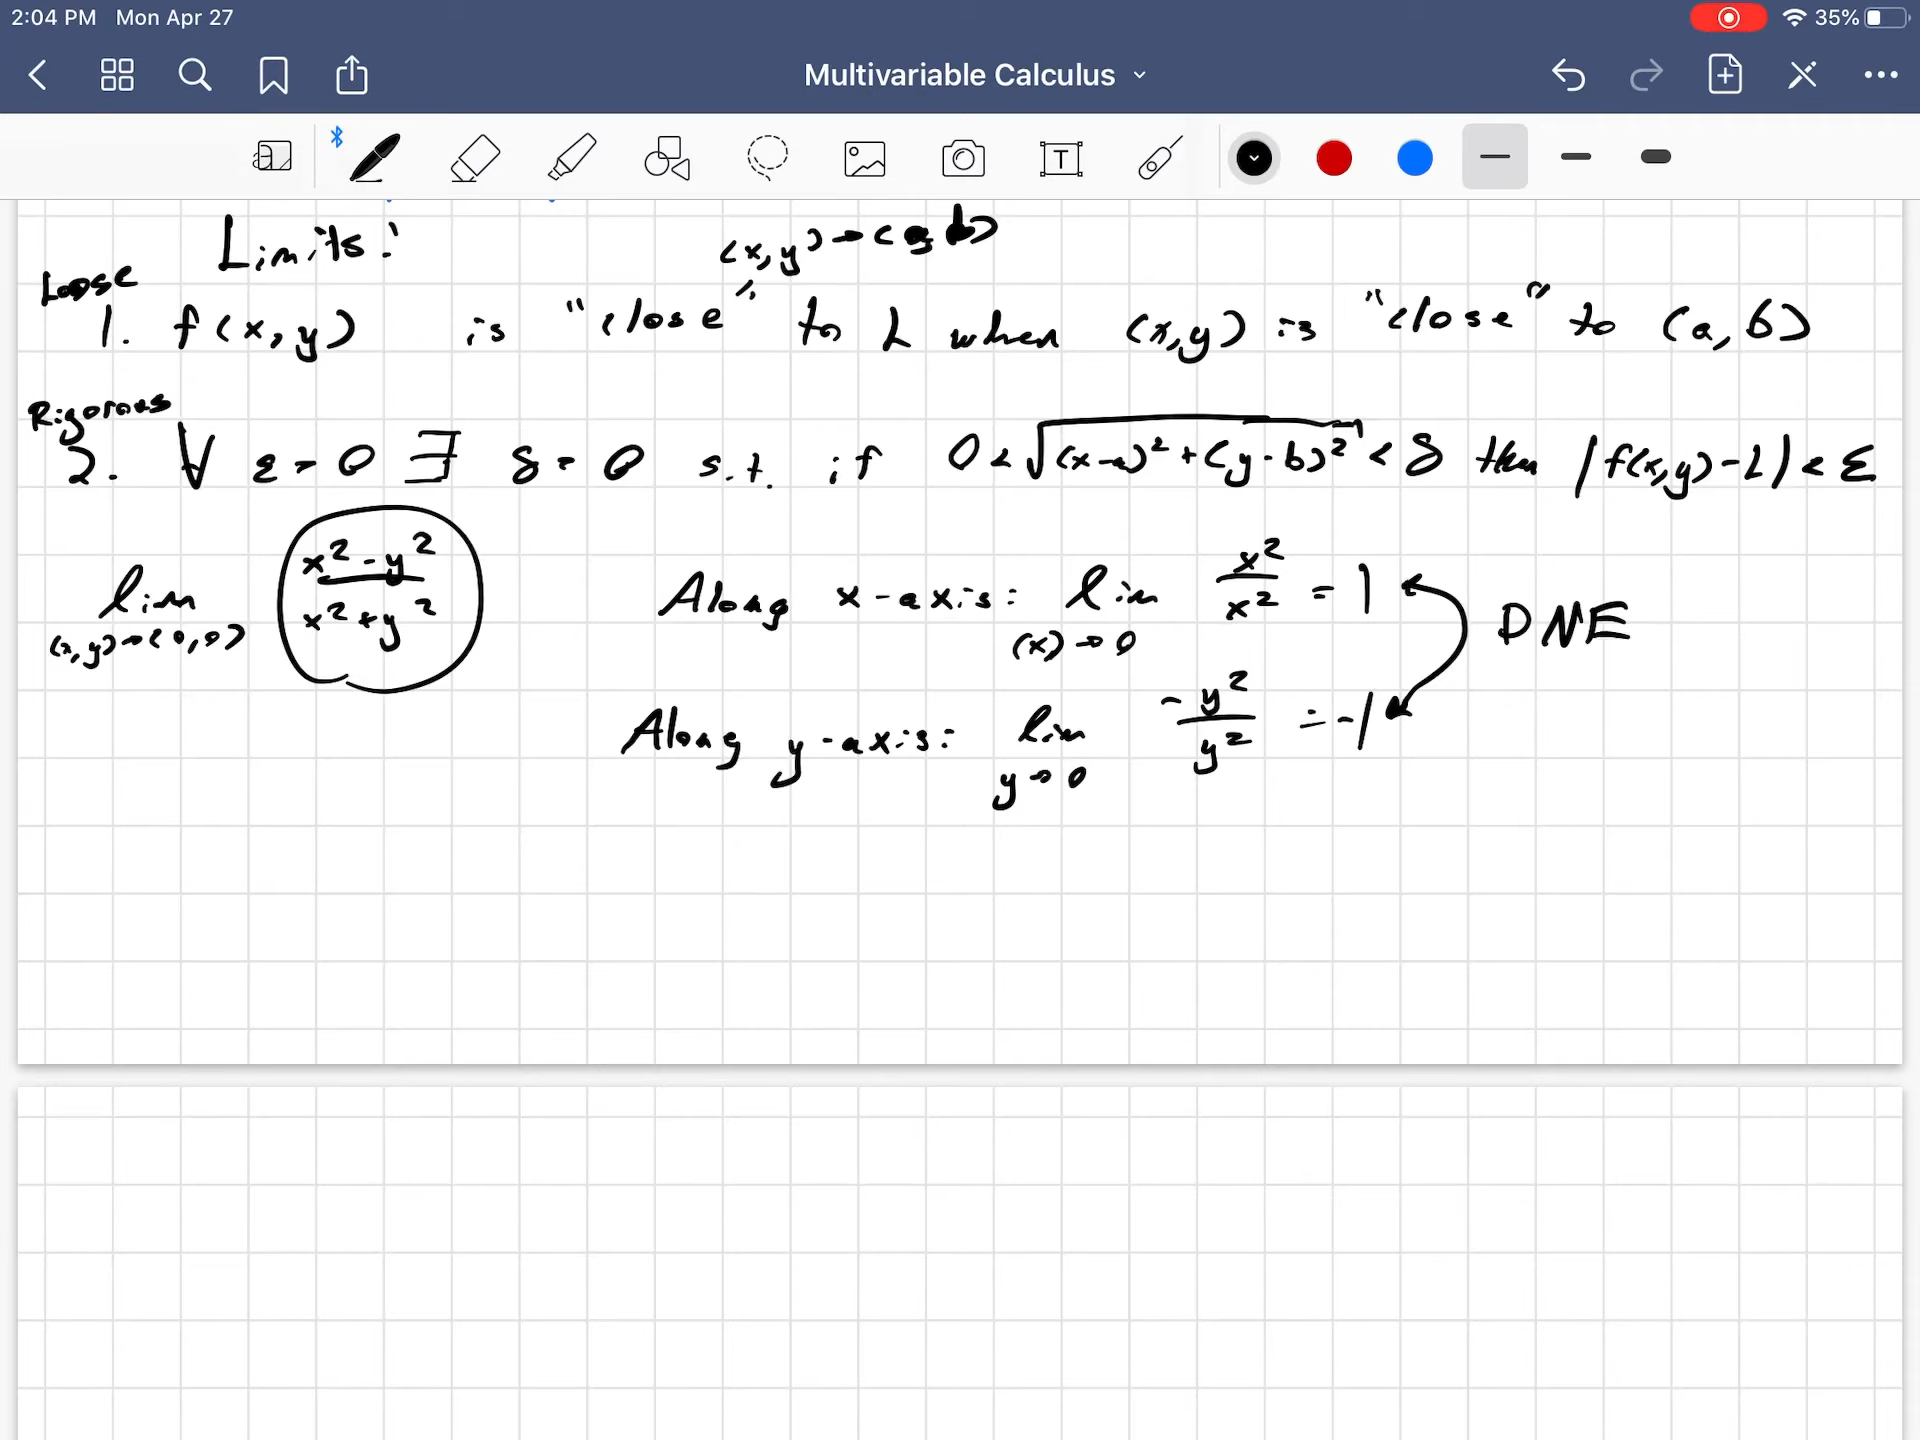 2:04 PM Mon Apr 27 35%
Multivariable Calculus
T
Limits: (x,y)→(a,b)
Loose
1. f(x,y) is "close" to L when (x,y) is "close" to (a,b)
Rigorous
2. ∀ ε > 0 ∃ δ > 0 s.t. if 0 < √((x-a)² + (y-b)²) < δ then |f(x,y)-L| < ε
lim (x,y)→(0,0) (x²-y²)/(x²+y²)
Along x-axis: lim (x)→0 x²/x² = 1
DNE
Along y-axis: lim y→0 -y²/y² = -1